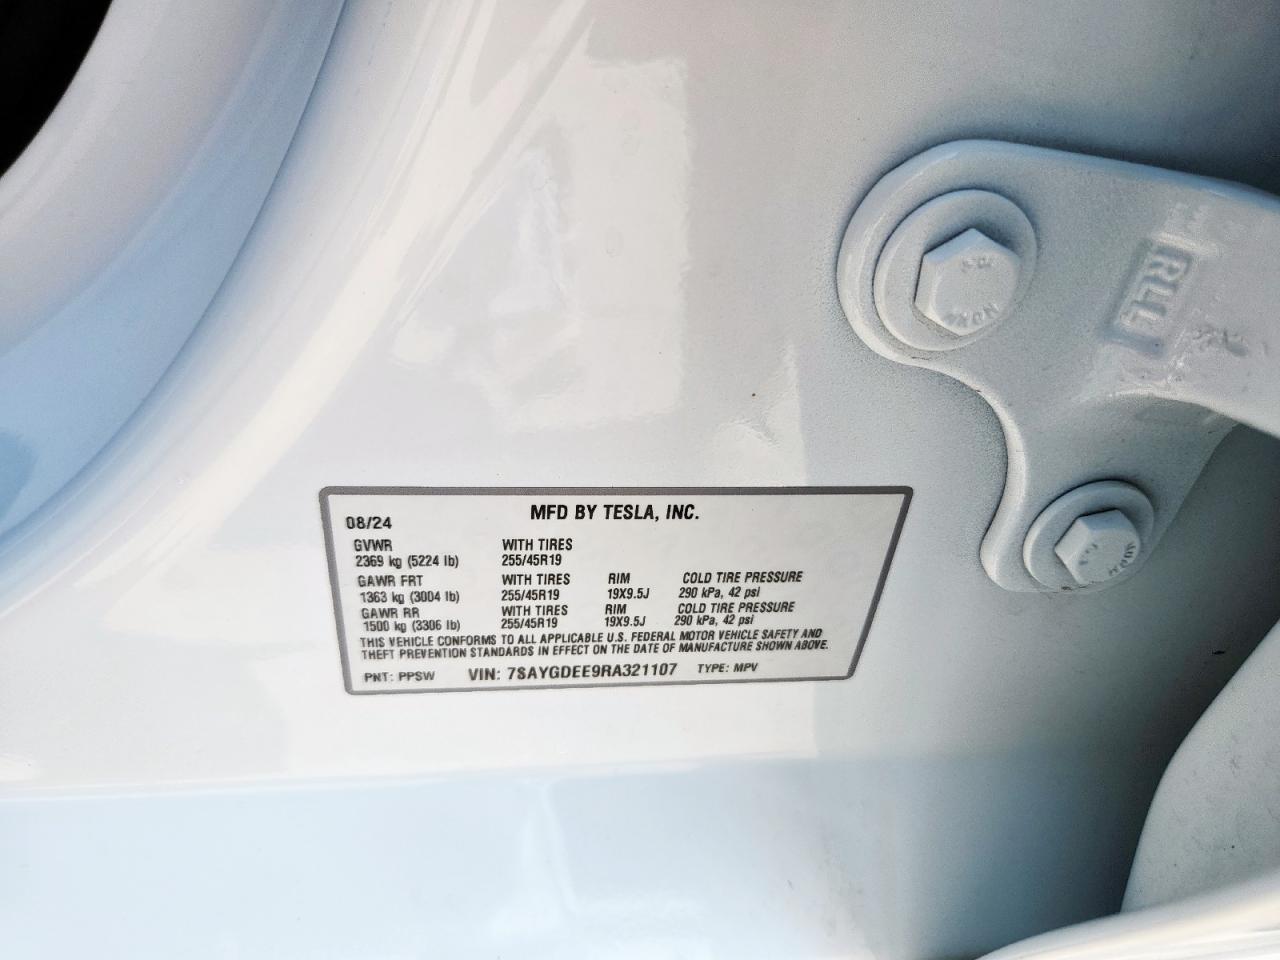 MFD BY TESLA, INC.
08/24
GVWR WITH TIRES
2369 kg (5224 lb) 255/45R19
GAWR FRT WITH TIRES RIM COLD TIRE PRESSURE
1363 kg (3004 lb) 255/45R19 19X9.5J 290 kPa, 42 psi
GAWR RR WITH TIRES RIM COLD TIRE PRESSURE
1500 kg (3306 lb) 255/45R19 19X9.5J 290 kPa, 42 psi
THIS VEHICLE CONFORMS TO ALL APPLICABLE U.S. FEDERAL MOTOR VEHICLE SAFETY AND
THEFT PREVENTION STANDARDS IN EFFECT ON THE DATE OF MANUFACTURE SHOWN ABOVE.
PNT: PPSW VIN: 7SAYGDEE9RA321107 TYPE: MPV